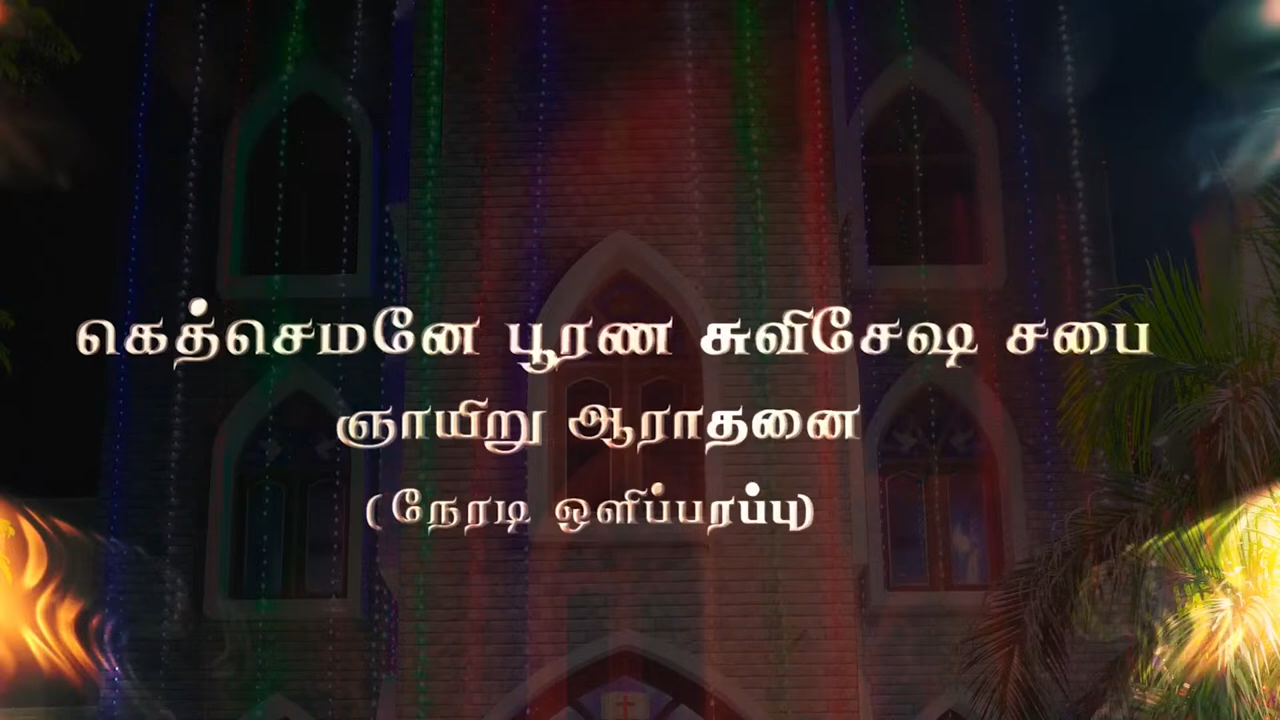 கெத்செமனே பூரண சுவிசேஷ சபை
ஞாயிறு ஆராதனை
(நேரடி ஒளிப்பரப்பு)